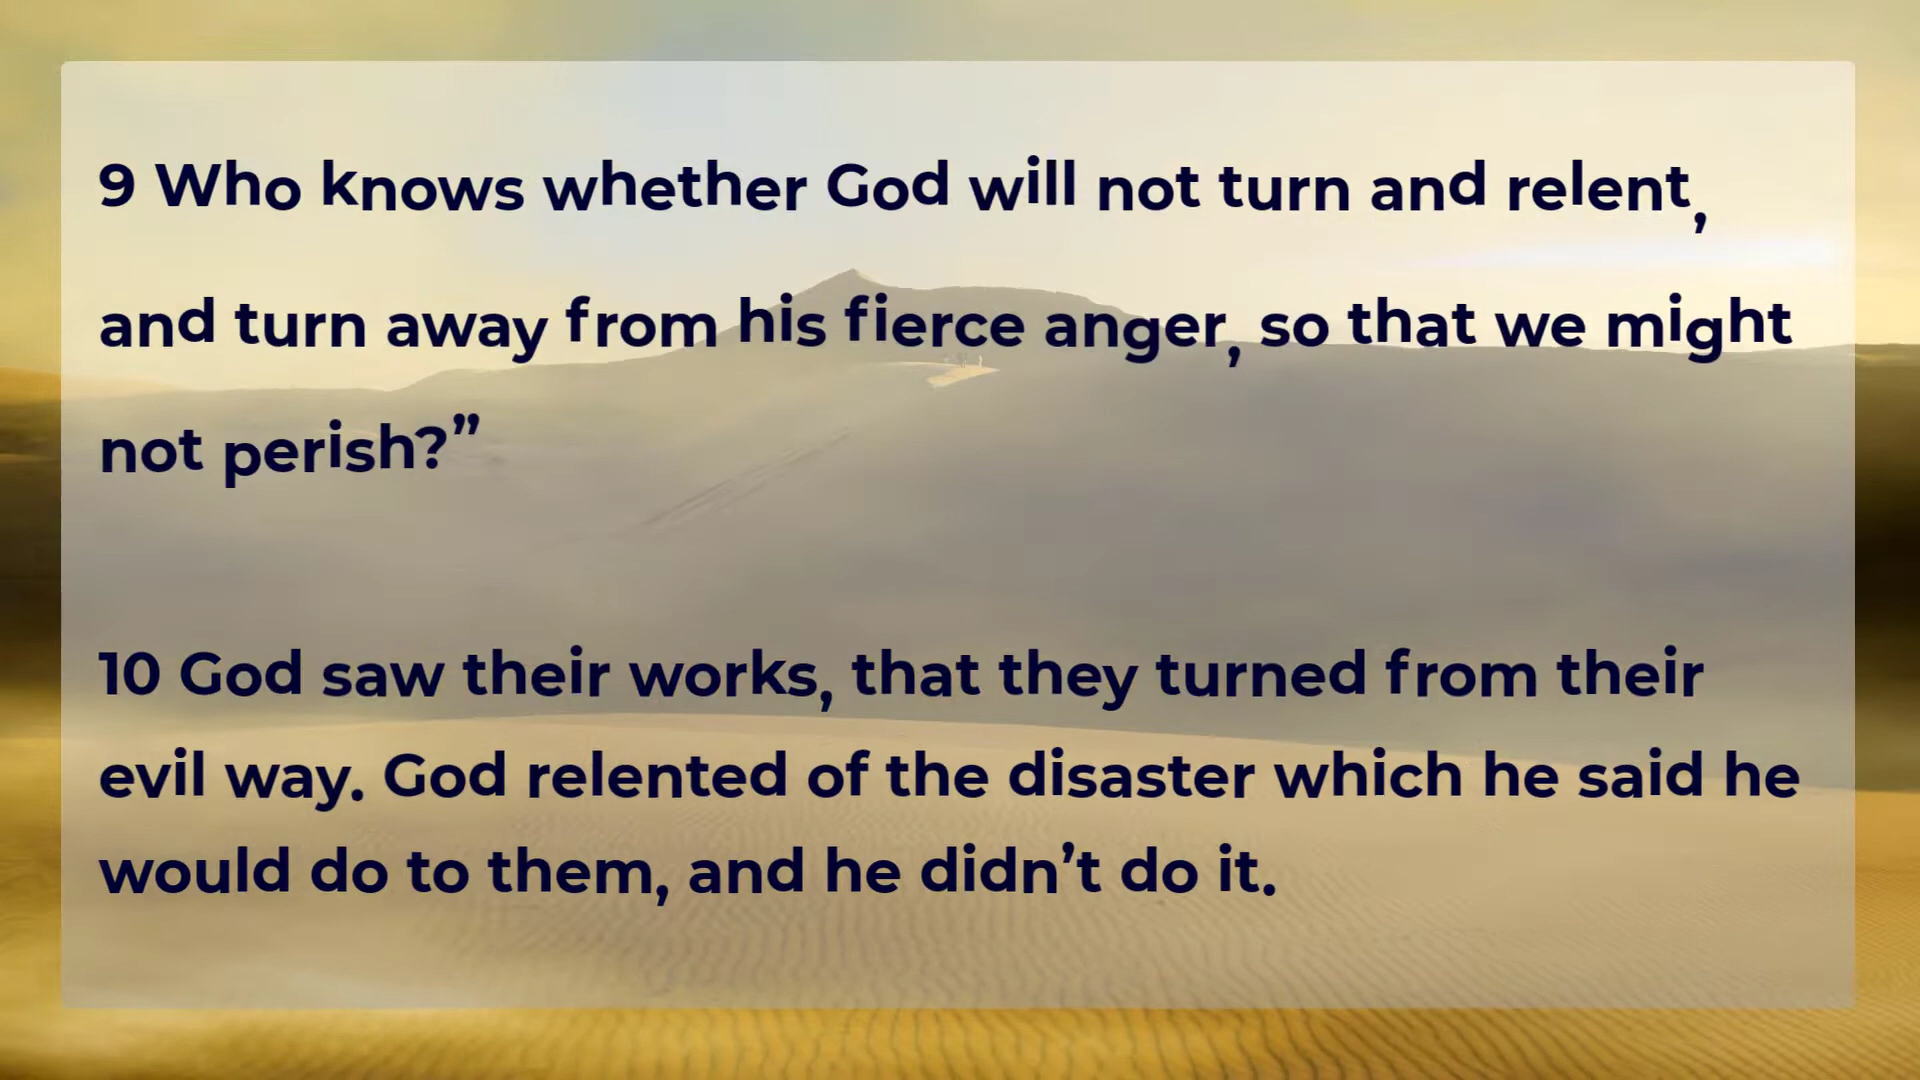 9 Who knows whether God will not turn and relent,
and turn away from his fierce anger, so that we might
not perish?”
10 God saw their works, that they turned from their
evil way. God relented of the disaster which he said he
would do to them, and he didn’t do it.